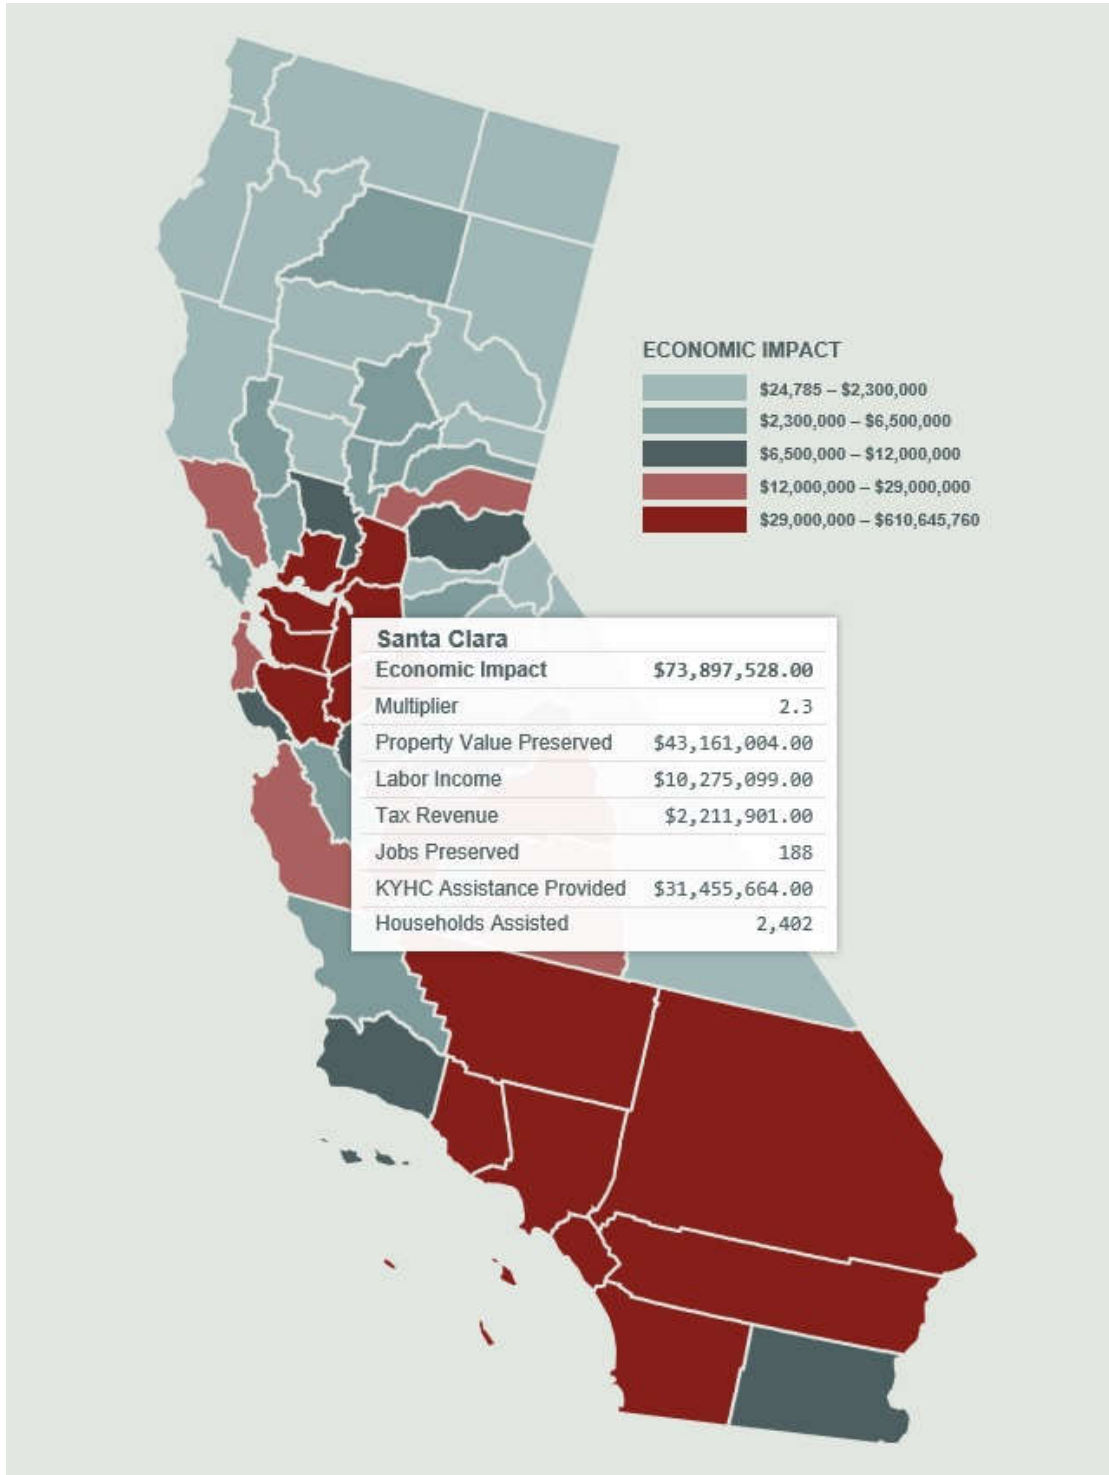 ECONOMIC IMPACT
$24,785 – $2,300,000
$2,300,000 – $6,500,000
$6,500,000 – $12,000,000
$12,000,000 – $29,000,000
$29,000,000 – $610,645,760
Santa Clara
Economic Impact $73,897,528.00
Multiplier 2.3
Property Value Preserved $43,161,004.00
Labor Income $10,275,099.00
Tax Revenue $2,211,901.00
Jobs Preserved 188
KYHC Assistance Provided $31,455,664.00
Households Assisted 2,402